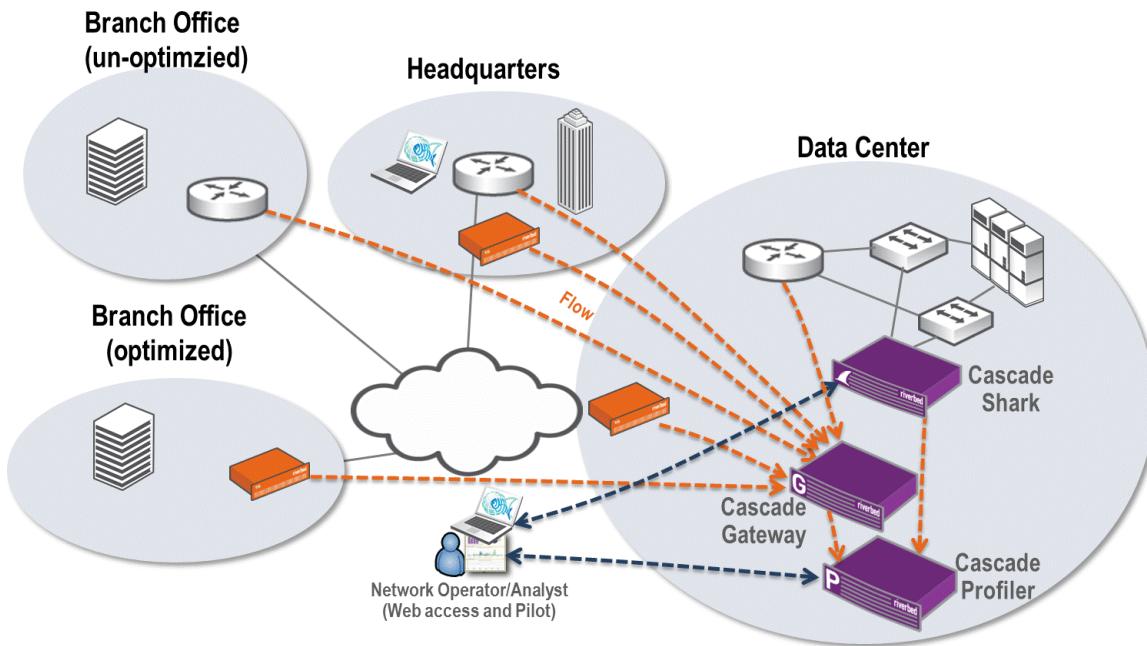 Branch Office
(un-optimzied)
Headquarters
Data Center
Flow
Branch Office
(optimized)
riverbed
Cascade
Shark
G
riverbed
Cascade
Gateway
P
riverbed
Cascade
Profiler
Network Operator/Analyst
(Web access and Pilot)